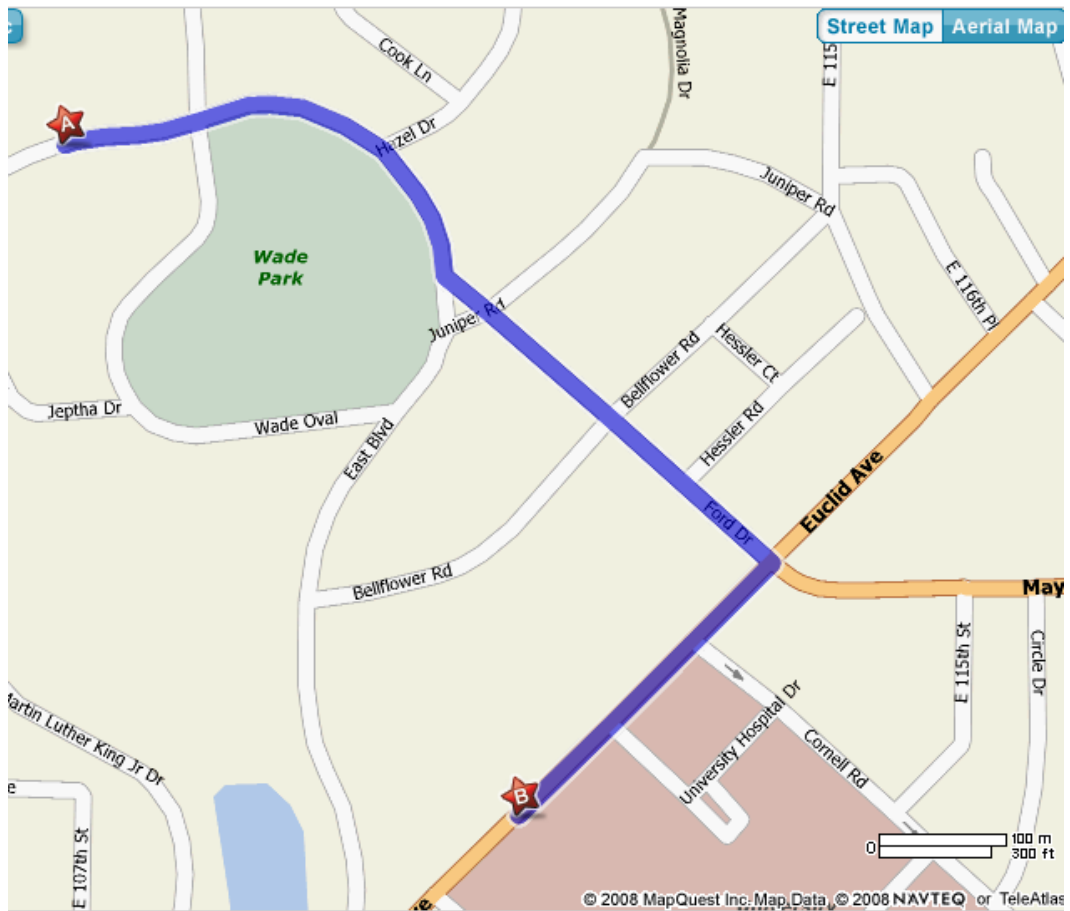 Street Map
Aerial Map
Cook Ln
Magnolia Dr
E 115
A
Hazel Dr
Juniper Rd
Wade
Park
E 116th Pl
Juniper Rd
Hessler Ct
Bellflower Rd
Jeptha Dr
Wade Oval
Hessler Rd
East Blvd
Euclid Ave
Ford Dr
Bellflower Rd
May
E 115th St
Circle Dr
University Hospital Dr
Cornell Rd
artin Luther King Jr Dr
e
B
E 107th St
0
100 m
300 ft
© 2008 MapQuest Inc. Map Data, © 2008 NAVTEQ or TeleAtlas